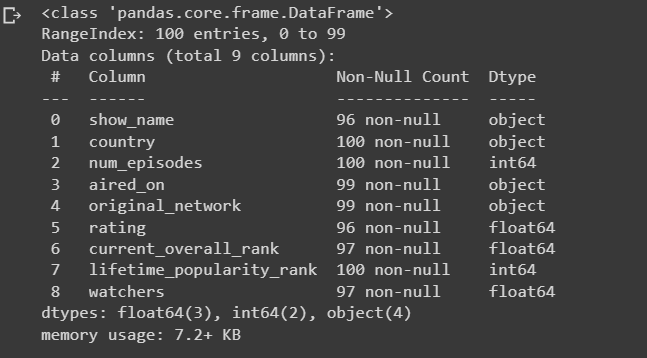 <class 'pandas.core.frame.DataFrame'>
RangeIndex: 100 entries, 0 to 99
Data columns (total 9 columns):
 #   Column                    Non-Null Count  Dtype
---  ------                    --------------  -----
 0   show_name                 96 non-null     object
 1   country                   100 non-null    object
 2   num_episodes              100 non-null    int64
 3   aired_on                  99 non-null     object
 4   original_network          99 non-null     object
 5   rating                    96 non-null     float64
 6   current_overall_rank      97 non-null     float64
 7   lifetime_popularity_rank  100 non-null    int64
 8   watchers                  97 non-null     float64
dtypes: float64(3), int64(2), object(4)
memory usage: 7.2+ KB